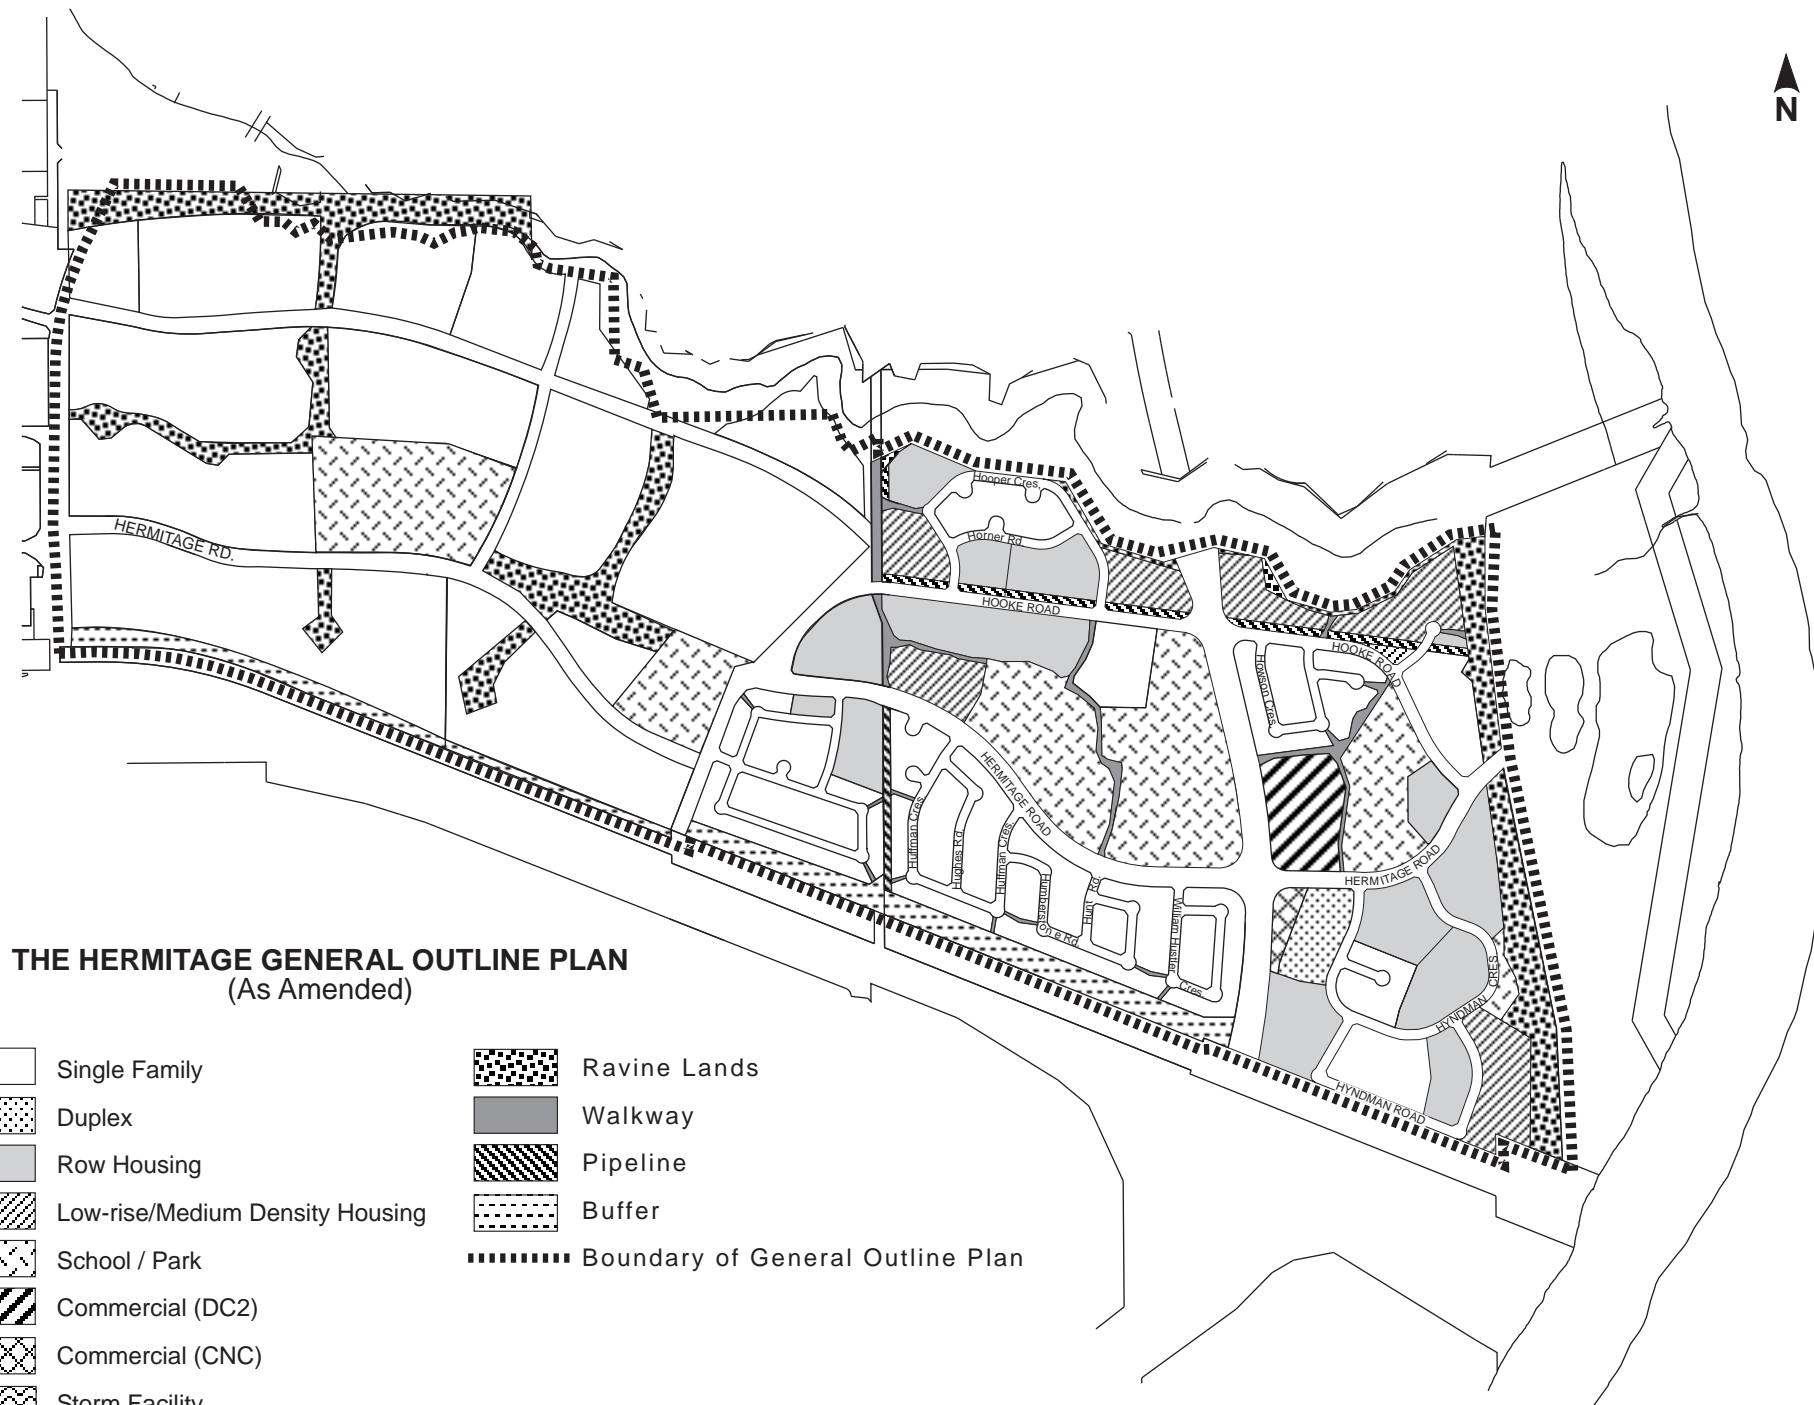 N
Hooper Cres,
Horner Rd
HERMITAGE RD.
HOOKE ROAD
HOOKE ROAD
Howson Cres.
HERMITAGE ROAD
Huffman Cres.
Hughes Rd.
Huffman Cres.
Humberston e Rd.
Hunt Rd.
William Hustler Cres.
HERMITAGE ROAD
HYNDMAN CRES.
HYNDMAN ROAD
THE HERMITAGE GENERAL OUTLINE PLAN
(As Amended)
Single Family
Duplex
Row Housing
Low-rise/Medium Density Housing
School / Park
Commercial (DC2)
Commercial (CNC)
Storm Facility
Ravine Lands
Walkway
Pipeline
Buffer
Boundary of General Outline Plan